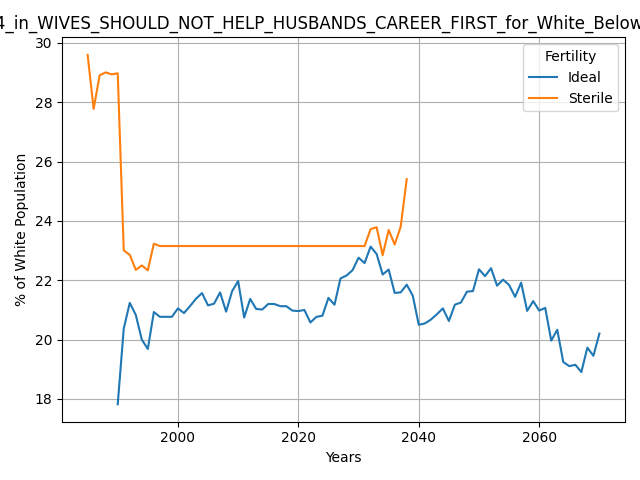 4_in_WIVES_SHOULD_NOT_HELP_HUSBANDS_CAREER_FIRST_for_White_Below
30
28
26
24
22
20
18
% of White Population
Fertility
Ideal
Sterile
2000
2020
2040
2060
Years